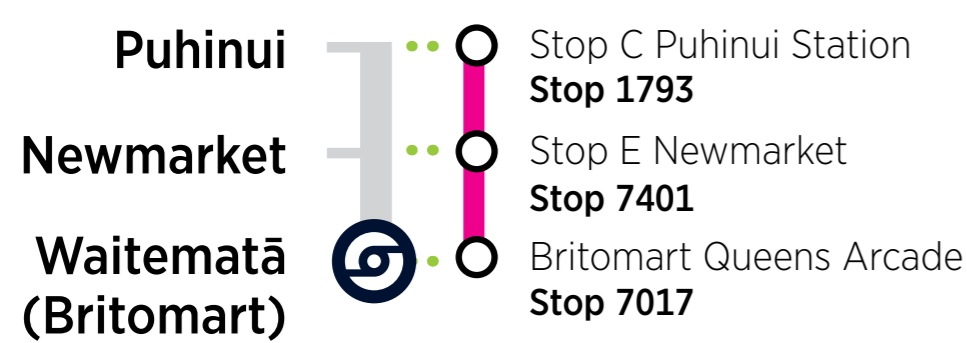 Puhinui
Stop C Puhinui Station
Stop 1793
Newmarket
Stop E Newmarket
Stop 7401
Waitematā
(Britomart)
Britomart Queens Arcade
Stop 7017